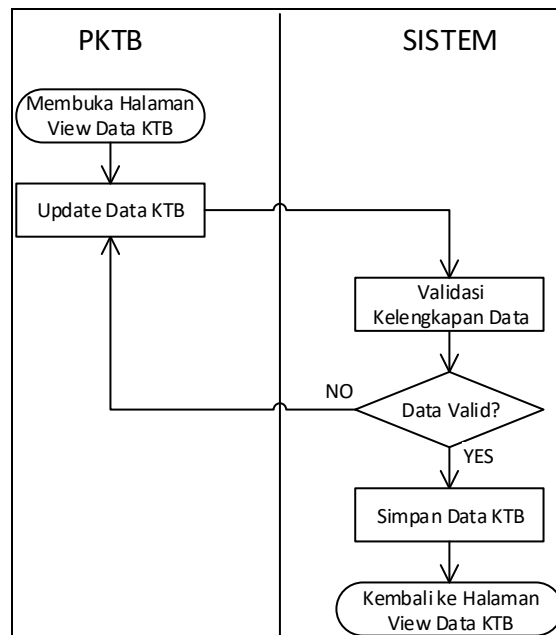 PKTB
SISTEM
Membuka Halaman
View Data KTB
Update Data KTB
Validasi
Kelengkapan Data
NO
Data Valid?
YES
Simpan Data KTB
Kembali ke Halaman
View Data KTB